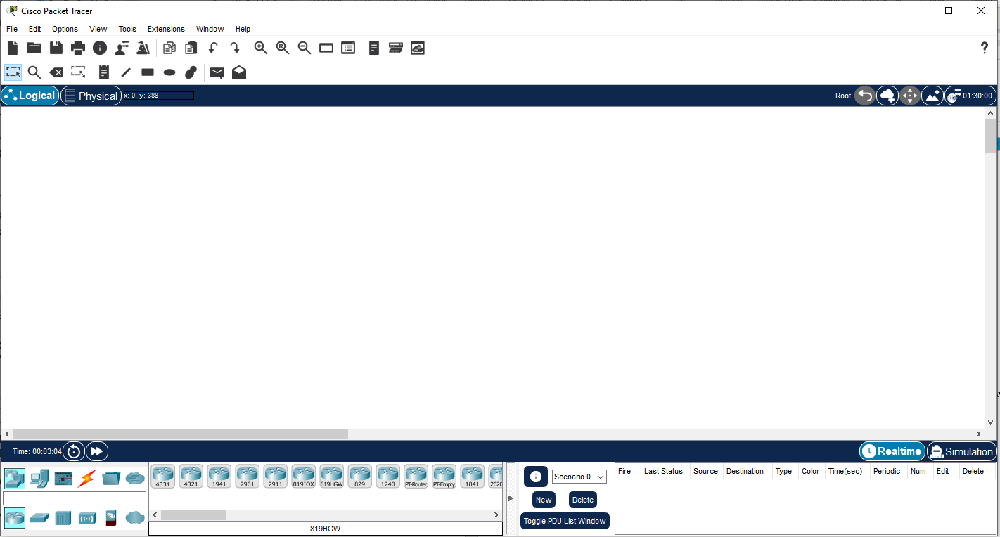 Cisco Packet Tracer
File Edit Options View Tools Extensions Window Help
Logical Physical x: 0, y: 388 Root 01:30:00
Time: 00:03:04 Realtime Simulation
4331 4321 1941 2901 2911 819IOX 819HGW 829 1240 PT-Router PT-Empty 1841 2620
819HGW
Scenario 0
New Delete
Toggle PDU List Window
Fire Last Status Source Destination Type Color Time(sec) Periodic Num Edit Delete